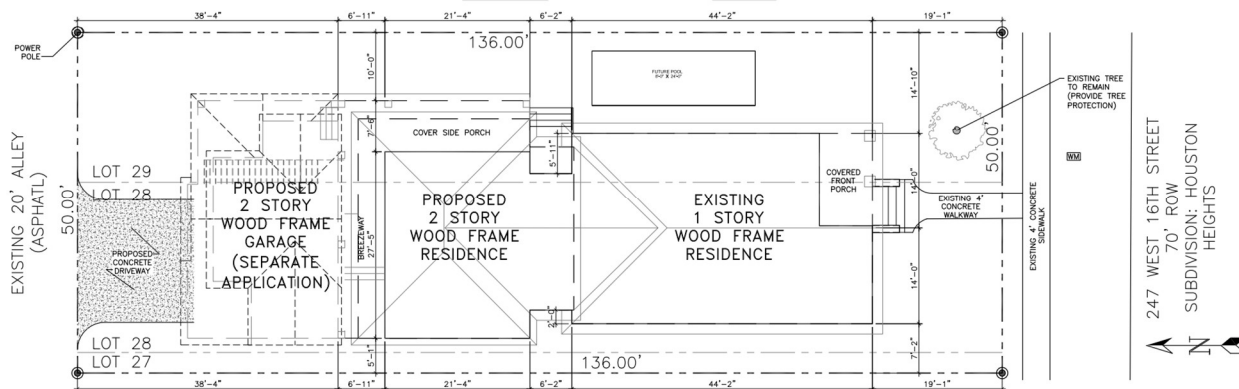 38'-4"
6'-11"
21'-4"
6'-2"
44'-2"
19'-1"
POWER
POLE
136.00'
10'-0"
FUTURE POOL
8'-0" X 24'-0"
14'-10"
EXISTING TREE
TO REMAIN
(PROVIDE TREE
PROTECTION)
EXISTING 20' ALLEY
(ASPHATL)
50.00'
LOT 29
LOT 28
7'-6"
COVER SIDE PORCH
5'-11"
50.00'
WM
PROPOSED
2 STORY
WOOD FRAME
GARAGE
(SEPARATE
APPLICATION)
PROPOSED
CONCRETE
DRIVEWAY
BREEZEWAY
27'-5"
PROPOSED
2 STORY
WOOD FRAME
RESIDENCE
EXISTING
1 STORY
WOOD FRAME
RESIDENCE
COVERED
FRONT
PORCH
14'-0"
EXISTING 4'
CONCRETE
WALKWAY
EXISTING 4' CONCRETE
SIDEWALK
247 WEST 16TH STREET
70' ROW
SUBDIVISION: HOUSTON
HEIGHTS
14'-0"
2'-0"
LOT 28
LOT 27
5'-1"
7'-2"
136.00'
N
38'-4"
6'-11"
21'-4"
6'-2"
44'-2"
19'-1"